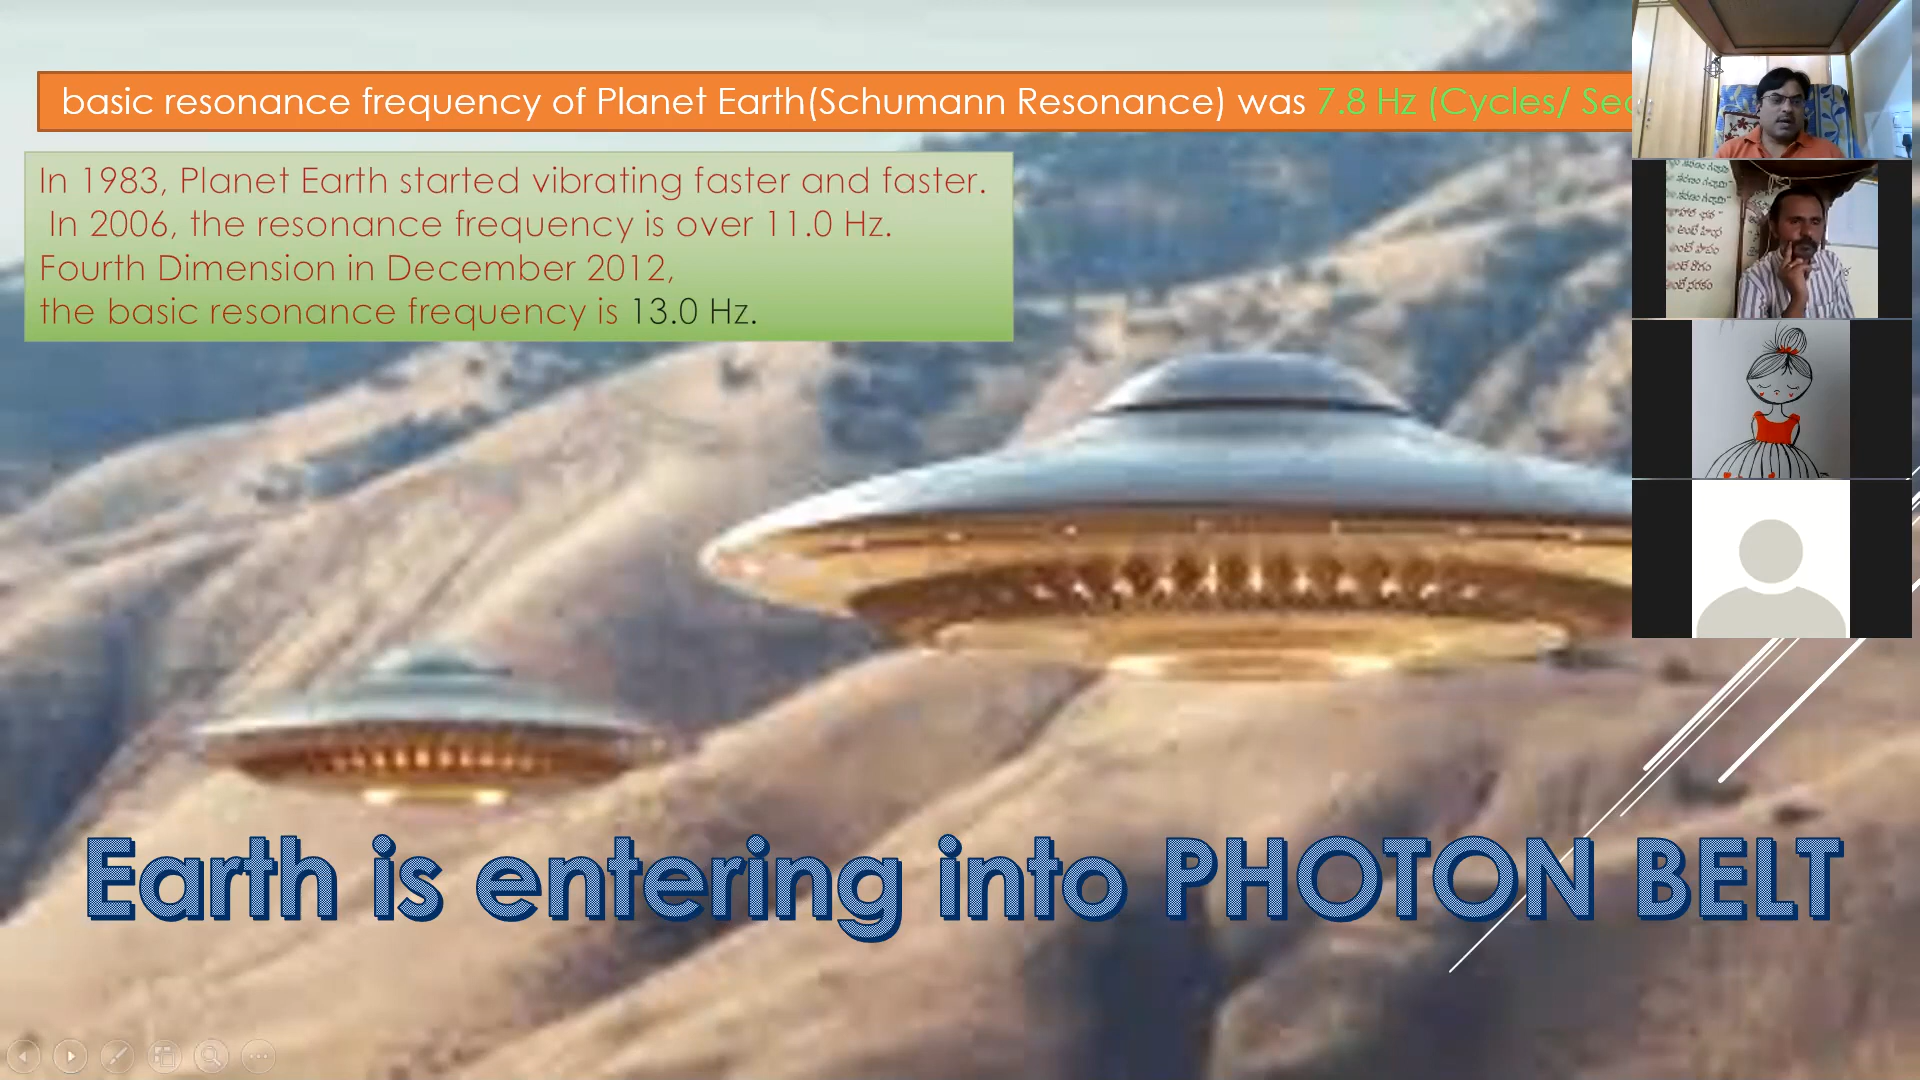 basic resonance frequency of Planet Earth(Schumann Resonance) was 7.8 Hz (Cycles/
In 1983, Planet Earth started vibrating faster and faster.
In 2006, the resonance frequency is over 11.0 Hz.
Fourth Dimension in December 2012,
the basic resonance frequency is 13.0 Hz.
Earth is entering into PHOTON BELT